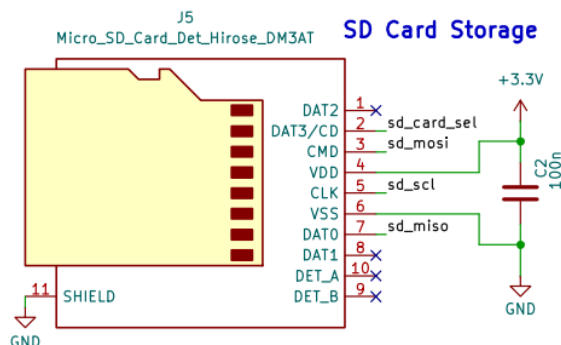 J5
Micro_SD_Card_Det_Hirose_DM3AT
SD Card Storage
+3.3V
DAT2 1
DAT3/CD 2 sd_card_sel
CMD 3 sd_mosi
VDD 4
CLK 5 sd_scl
VSS 6
DAT0 7 sd_miso
DAT1 8
DET_A 10
DET_B 9
C2
100n
11 SHIELD
GND
GND